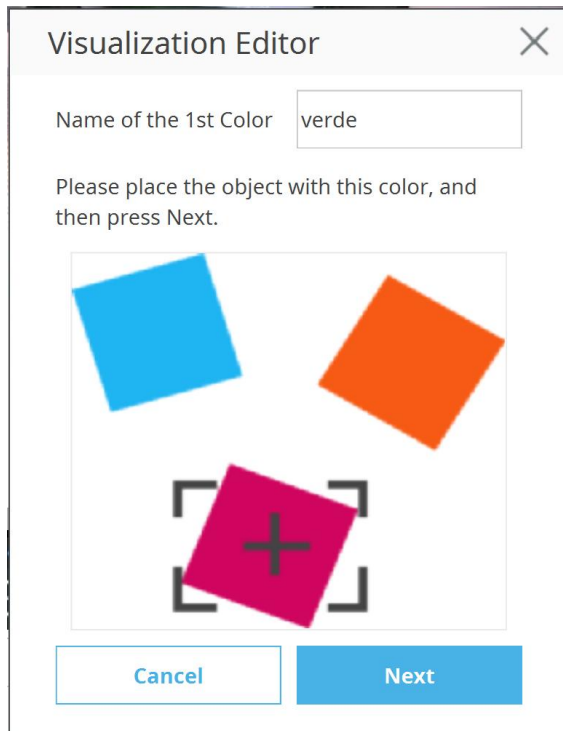 Visualization Editor
Name of the 1st Color verde
Please place the object with this color, and
then press Next.
Cancel Next